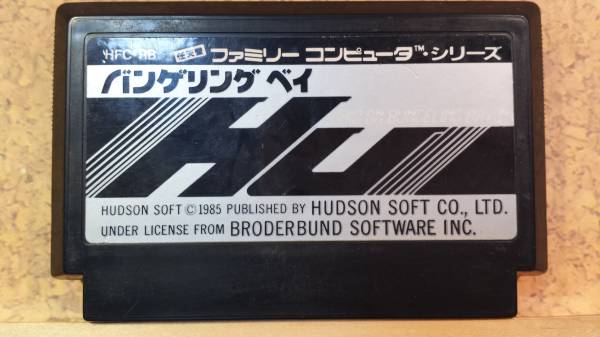 HFC-RB ファミリー コンピュータ™・シリーズ
バンゲリング ベイ
HU
HUDSON SOFT © 1985 PUBLISHED BY HUDSON SOFT CO., LTD.
UNDER LICENSE FROM BRODERBUND SOFTWARE INC.